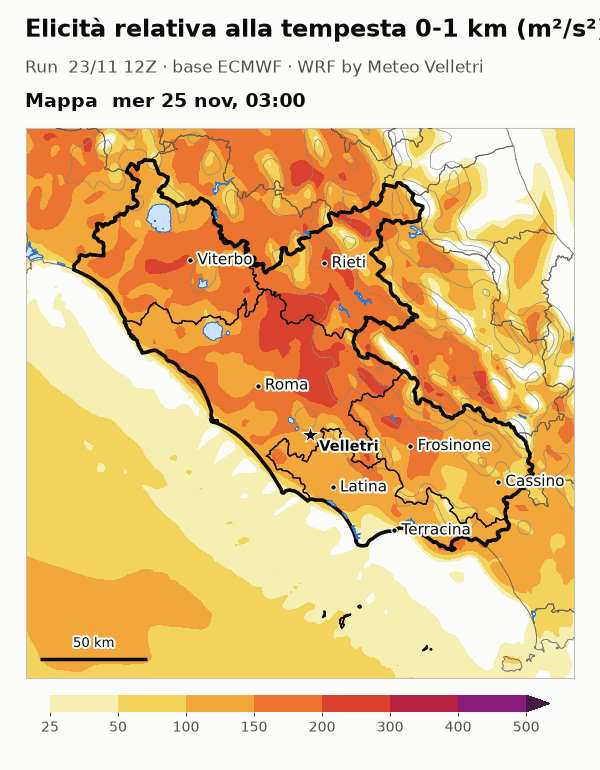 Elicità relativa alla tempesta 0-1 km (m²/s²)
Run 23/11 12Z · base ECMWF · WRF by Meteo Velletri
Mappa mer 25 nov, 03:00
Viterbo
Rieti
Roma
Velletri
Frosinone
Latina
Cassino
Terracina
50 km
25 50 100 150 200 300 400 500